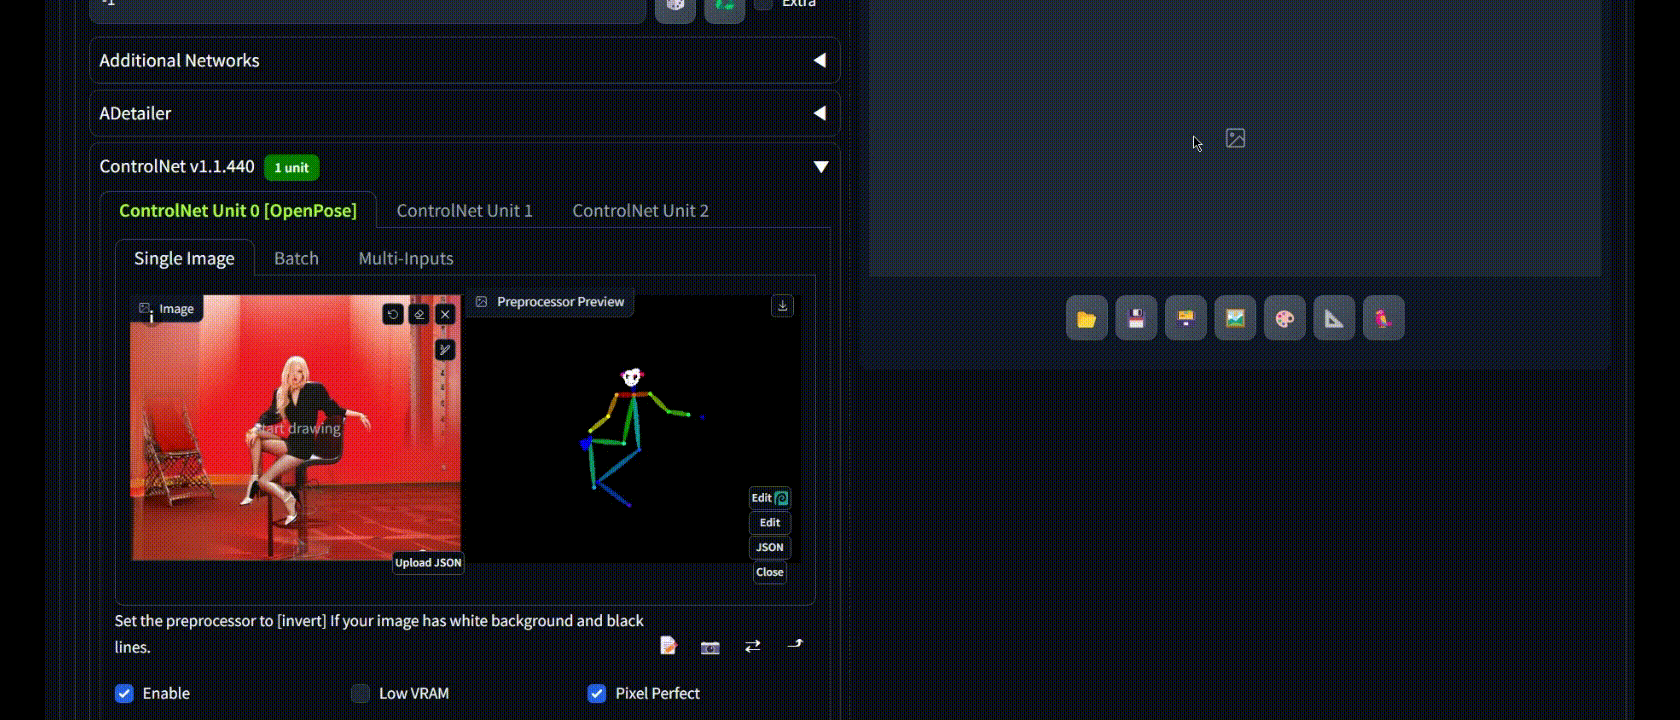 -1
Extra
Additional Networks
ADetailer
ControlNet v1.1.440 1 unit
ControlNet Unit 0 [OpenPose] ControlNet Unit 1 ControlNet Unit 2
Single Image Batch Multi-Inputs
Image
Preprocessor Preview
tart drawing
Edit
Edit
JSON
Upload JSON
Close
Set the preprocessor to [invert] If your image has white background and black
lines.
Enable Low VRAM Pixel Perfect